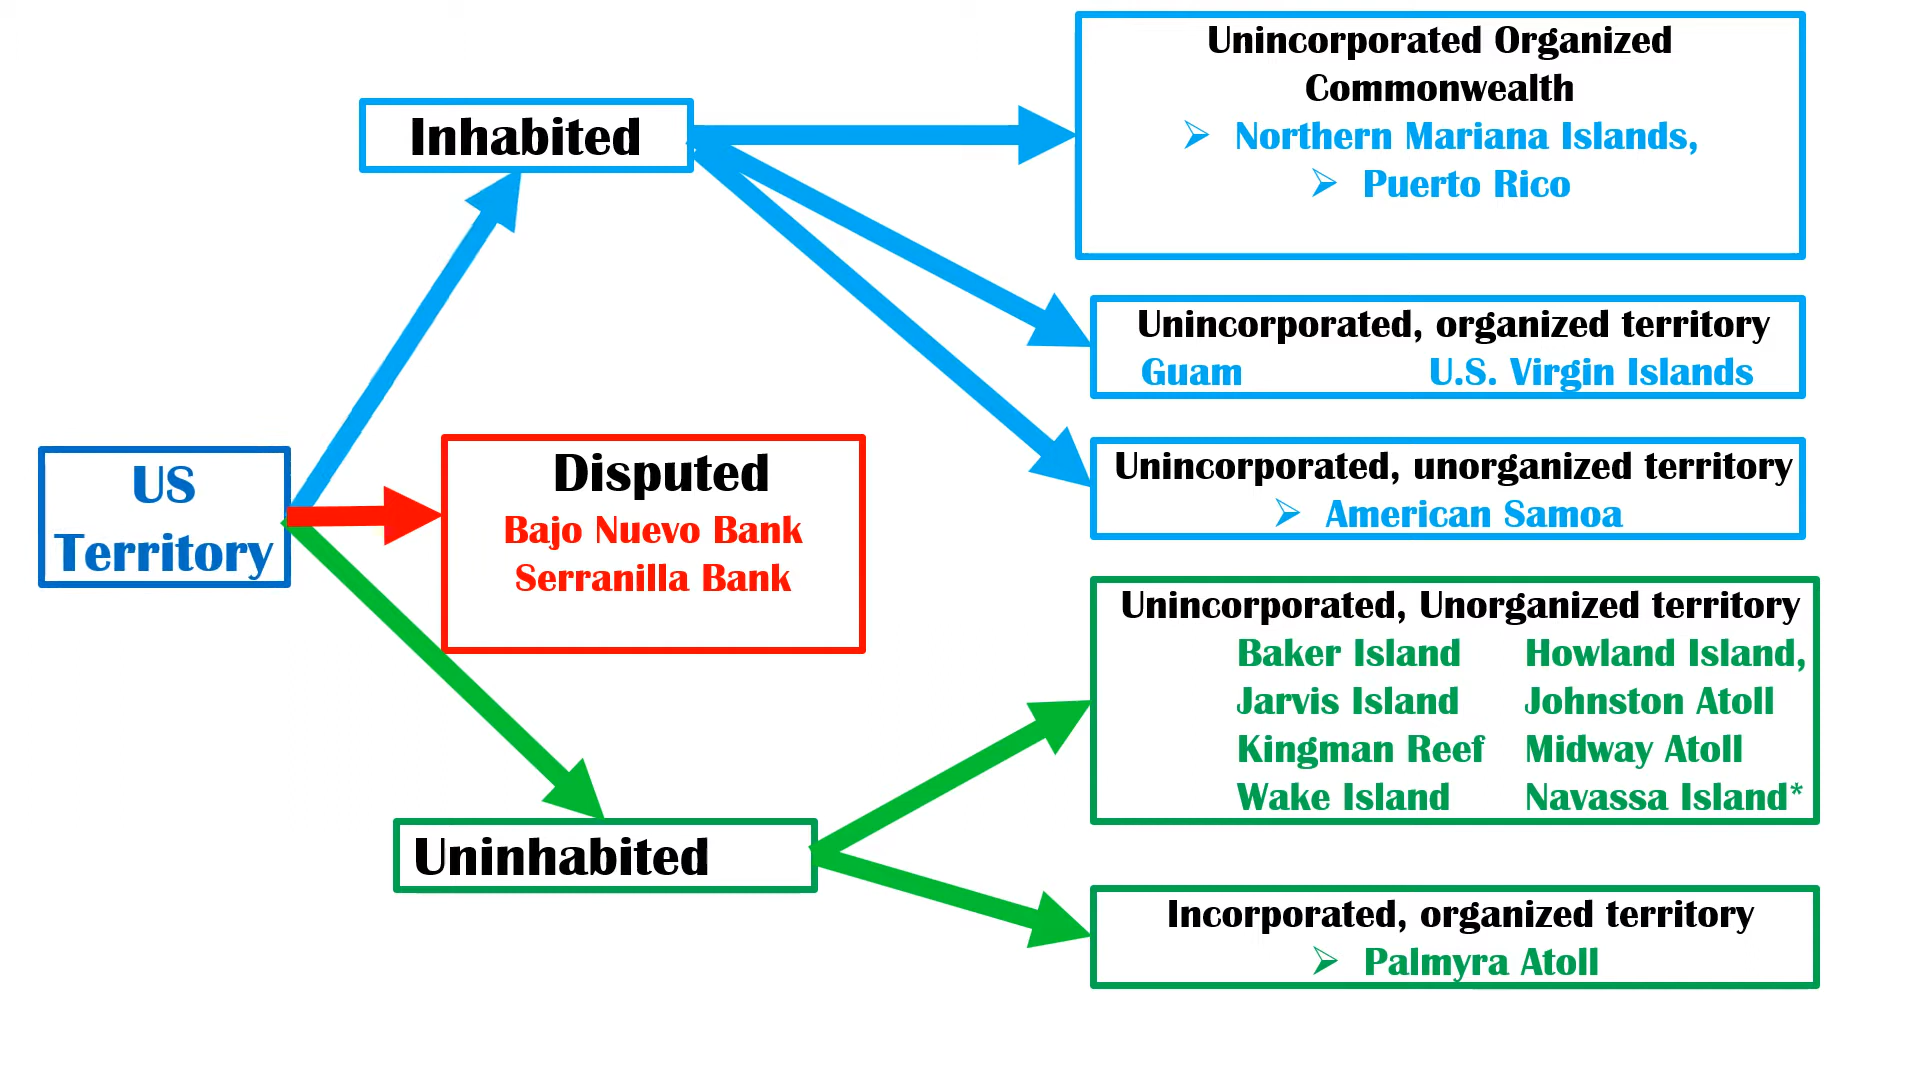 US
Territory
Inhabited
Unincorporated Organized
Commonwealth
➢ Northern Mariana Islands,
➢ Puerto Rico
Unincorporated, organized territory
Guam U.S. Virgin Islands
Unincorporated, unorganized territory
➢ American Samoa
Disputed
Bajo Nuevo Bank
Serranilla Bank
Uninhabited
Unincorporated, Unorganized territory
Baker Island Howland Island,
Jarvis Island Johnston Atoll
Kingman Reef Midway Atoll
Wake Island Navassa Island*
Incorporated, organized territory
➢ Palmyra Atoll